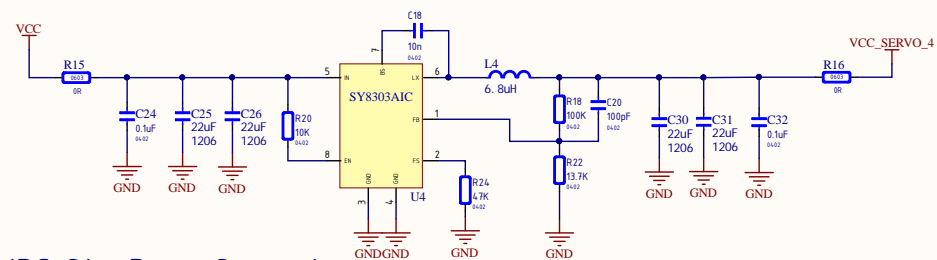 VCC
R15
0603
0R
C24
0.1uF
0402
C25
22uF
1206
C26
22uF
1206
R20
10K
0402
C18
10n
0402
7
BS
5
IN
LX
6
SY8303AIC
FB
1
8
EN
FS
2
GND
GND
3
4
U4
R24
47K
0402
L4
6.8uH
R18
100K
0402
C20
100pF
0402
R22
13.7K
0402
C30
22uF
1206
C31
22uF
1206
C32
0.1uF
0402
R16
0603
0R
VCC_SERVO_4
GND
GND
GND
GND
GND
GND
GND
GND
GND
GND